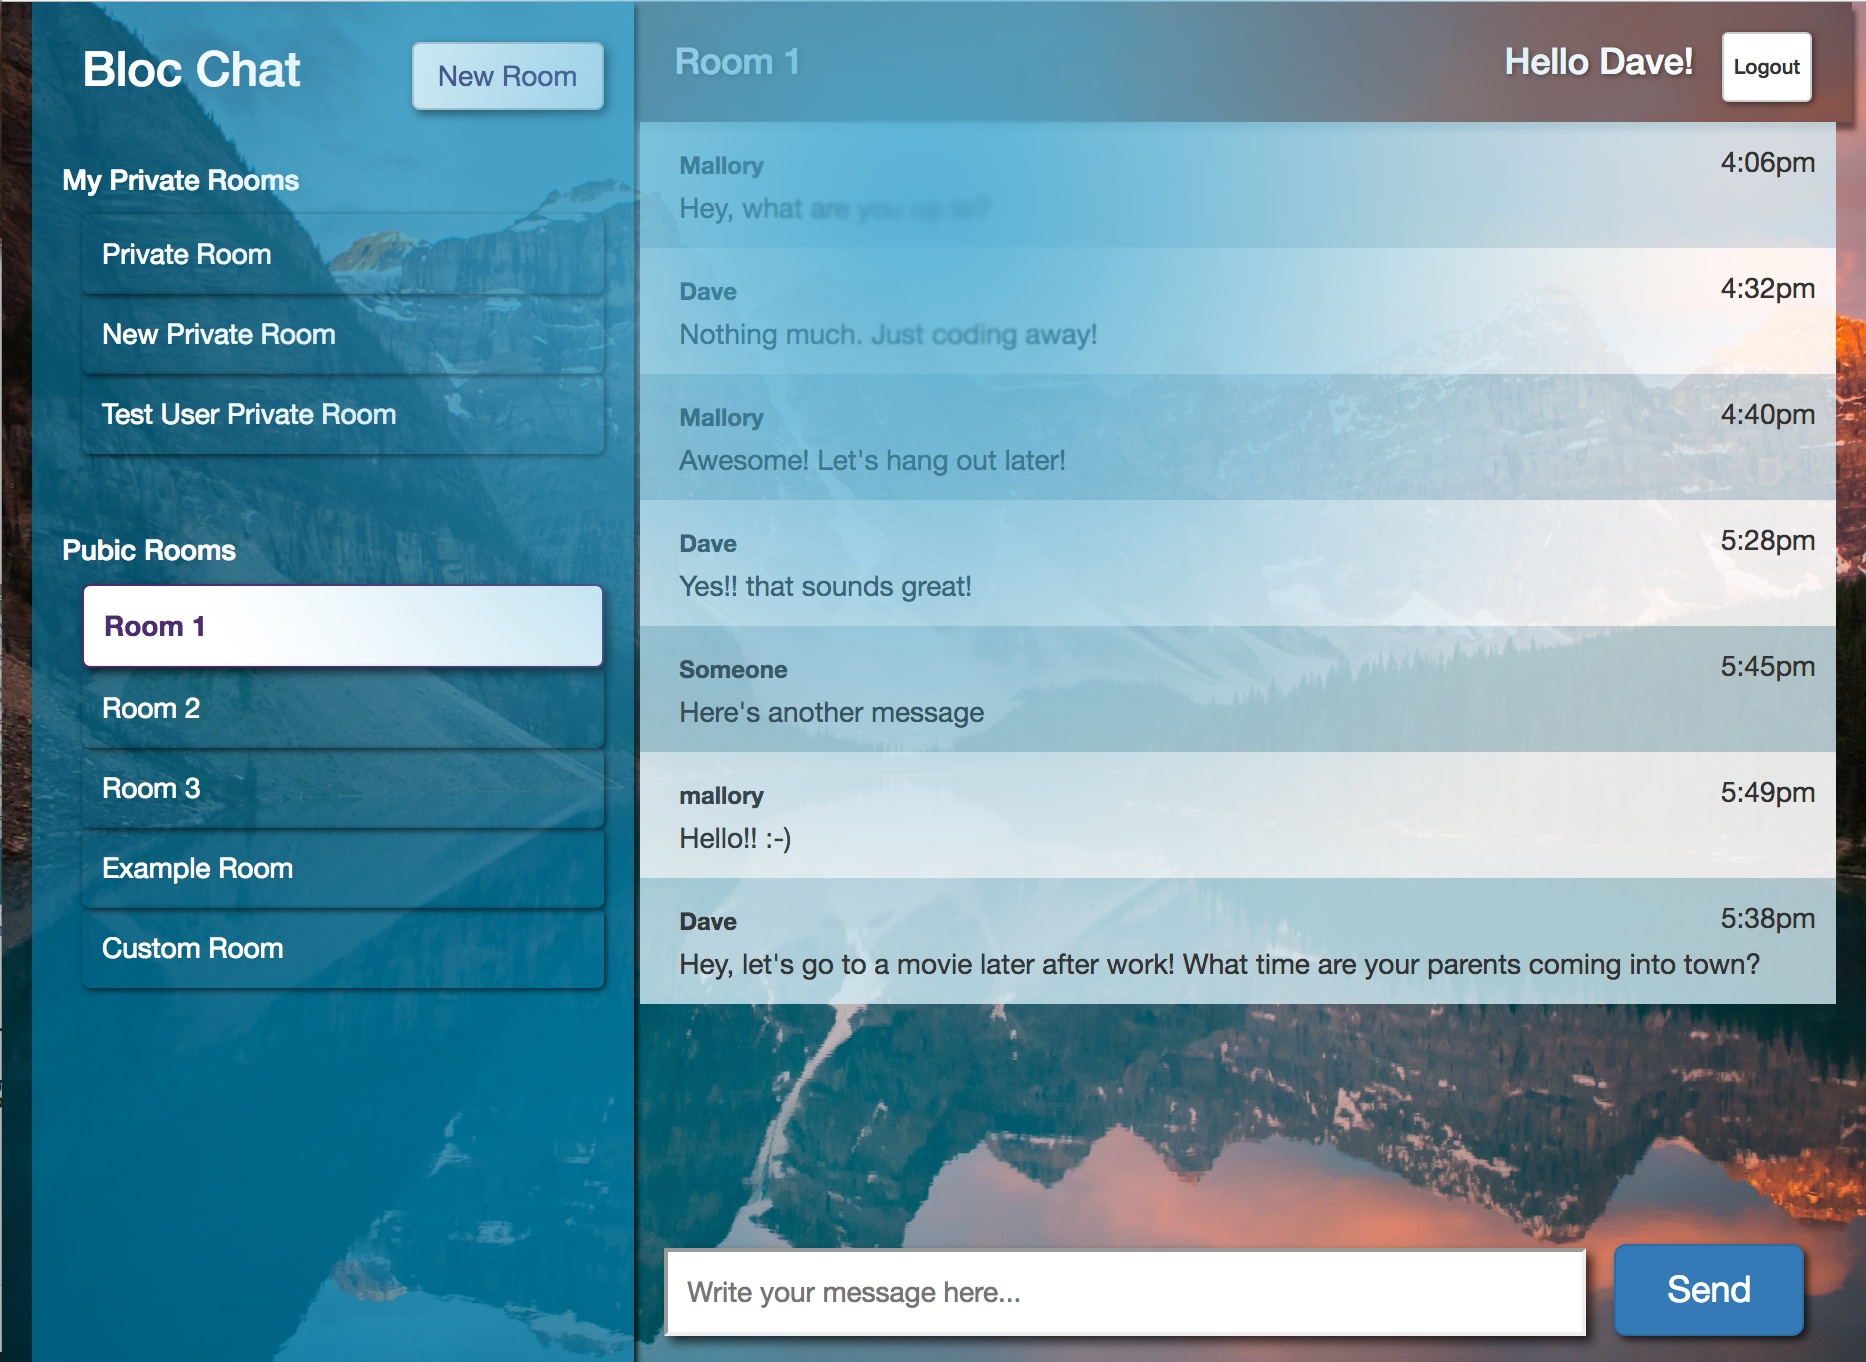 Bloc Chat
New Room
My Private Rooms
Private Room
New Private Room
Test User Private Room
Pubic Rooms
Room 1
Room 2
Room 3
Example Room
Custom Room
Room 1
Hello Dave!
Logout
Mallory
4:06pm
Hey, what are you up to?
Dave
4:32pm
Nothing much. Just coding away!
Mallory
4:40pm
Awesome! Let's hang out later!
Dave
5:28pm
Yes!! that sounds great!
Someone
5:45pm
Here's another message
mallory
5:49pm
Hello!! :-)
Dave
5:38pm
Hey, let's go to a movie later after work! What time are your parents coming into town?
Write your message here...
Send